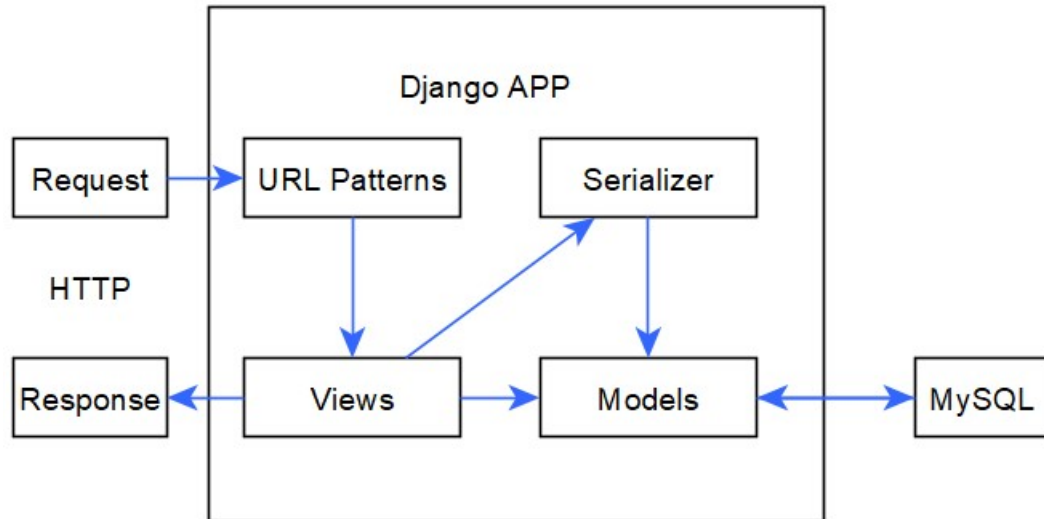 Django APP
Request
URL Patterns
Serializer
HTTP
Response
Views
Models
MySQL